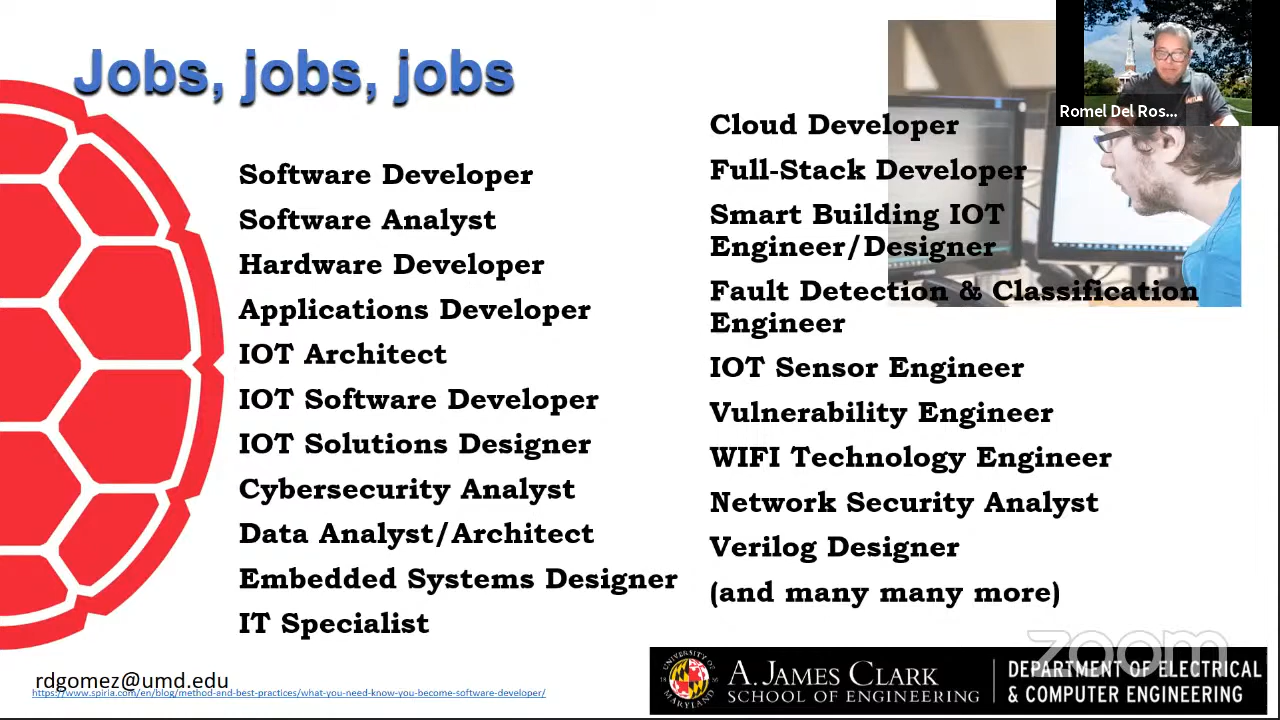 Jobs, jobs, jobs
Romel Del Ros...
Software Developer
Software Analyst
Hardware Developer
Applications Developer
IOT Architect
IOT Software Developer
IOT Solutions Designer
Cybersecurity Analyst
Data Analyst/Architect
Embedded Systems Designer
IT Specialist
Cloud Developer
Full-Stack Developer
Smart Building IOT
Engineer/Designer
Fault Detection & Classification
Engineer
IOT Sensor Engineer
Vulnerability Engineer
WIFI Technology Engineer
Network Security Analyst
Verilog Designer
(and many many more)
zoom
rdgomez@umd.edu
https://www.spiria.com/en/blog/method-and-best-practices/what-you-need-know-you-become-software-developer/
UNIVERSITY OF
MARYLAND
18 56
A. JAMES CLARK
SCHOOL OF ENGINEERING
DEPARTMENT OF ELECTRICAL
& COMPUTER ENGINEERING